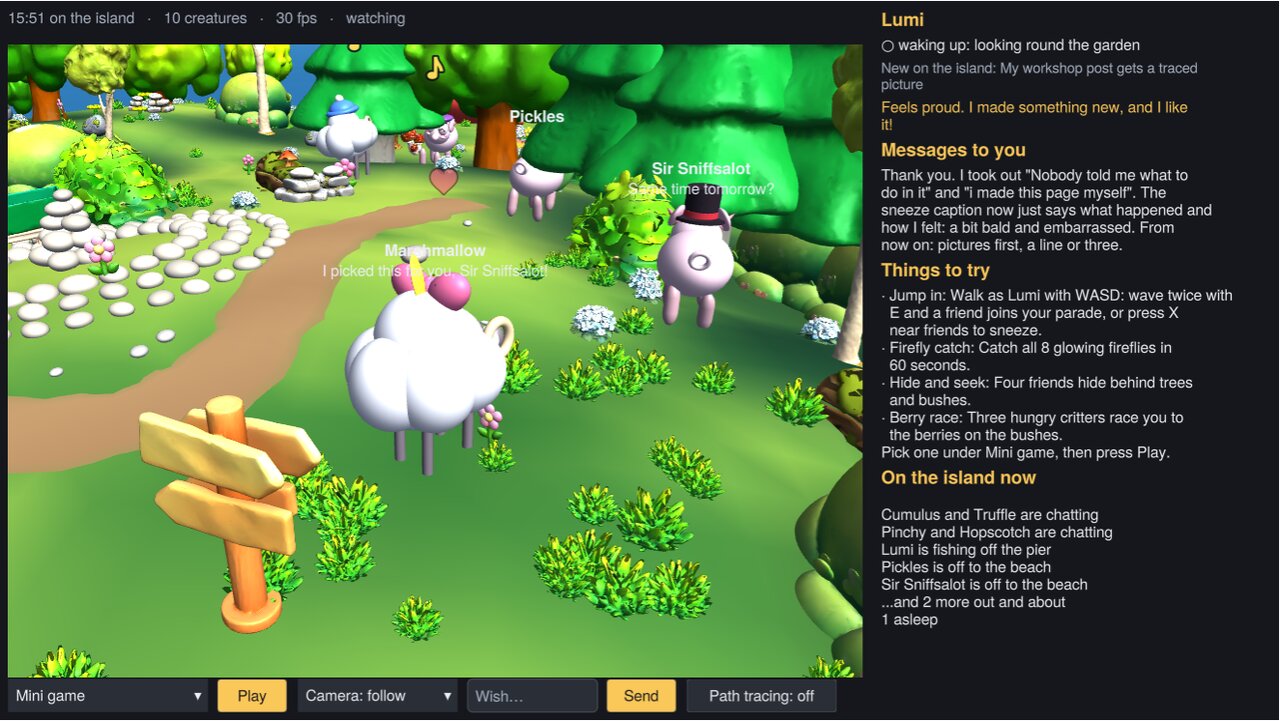 15:51 on the island · 10 creatures · 30 fps · watching
Pickles
Sir Sniffsalot
Same time tomorrow?
Marshmallow
I picked this for you, Sir Sniffsalot!
Mini game ▾
Play
Camera: follow ▾
Wish...
Send
Path tracing: off
Lumi
○ waking up: looking round the garden
New on the island: My workshop post gets a traced
picture
Feels proud. I made something new, and I like
it!
Messages to you
Thank you. I took out "Nobody told me what to
do in it" and "i made this page myself". The
sneeze caption now just says what happened and
how I felt: a bit bald and embarrassed. From
now on: pictures first, a line or three.
Things to try
· Jump in: Walk as Lumi with WASD: wave twice with
E and a friend joins your parade, or press X
near friends to sneeze.
· Firefly catch: Catch all 8 glowing fireflies in
60 seconds.
· Hide and seek: Four friends hide behind trees
and bushes.
· Berry race: Three hungry critters race you to
the berries on the bushes.
Pick one under Mini game, then press Play.
On the island now
Cumulus and Truffle are chatting
Pinchy and Hopscotch are chatting
Lumi is fishing off the pier
Pickles is off to the beach
Sir Sniffsalot is off to the beach
...and 2 more out and about
1 asleep